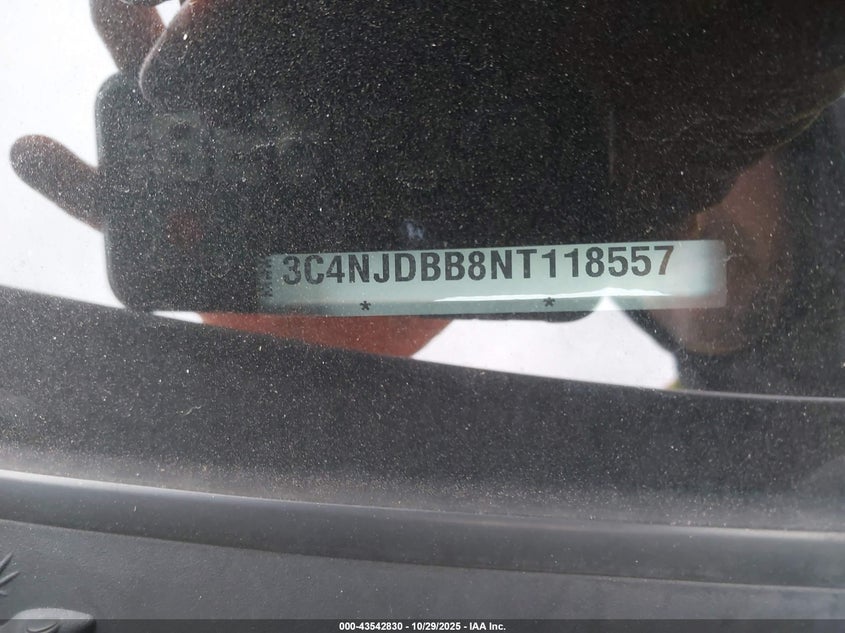 3C4NJDBB8NT118557
* *
000-43542830 | 10/29/2025 - IAA Inc.